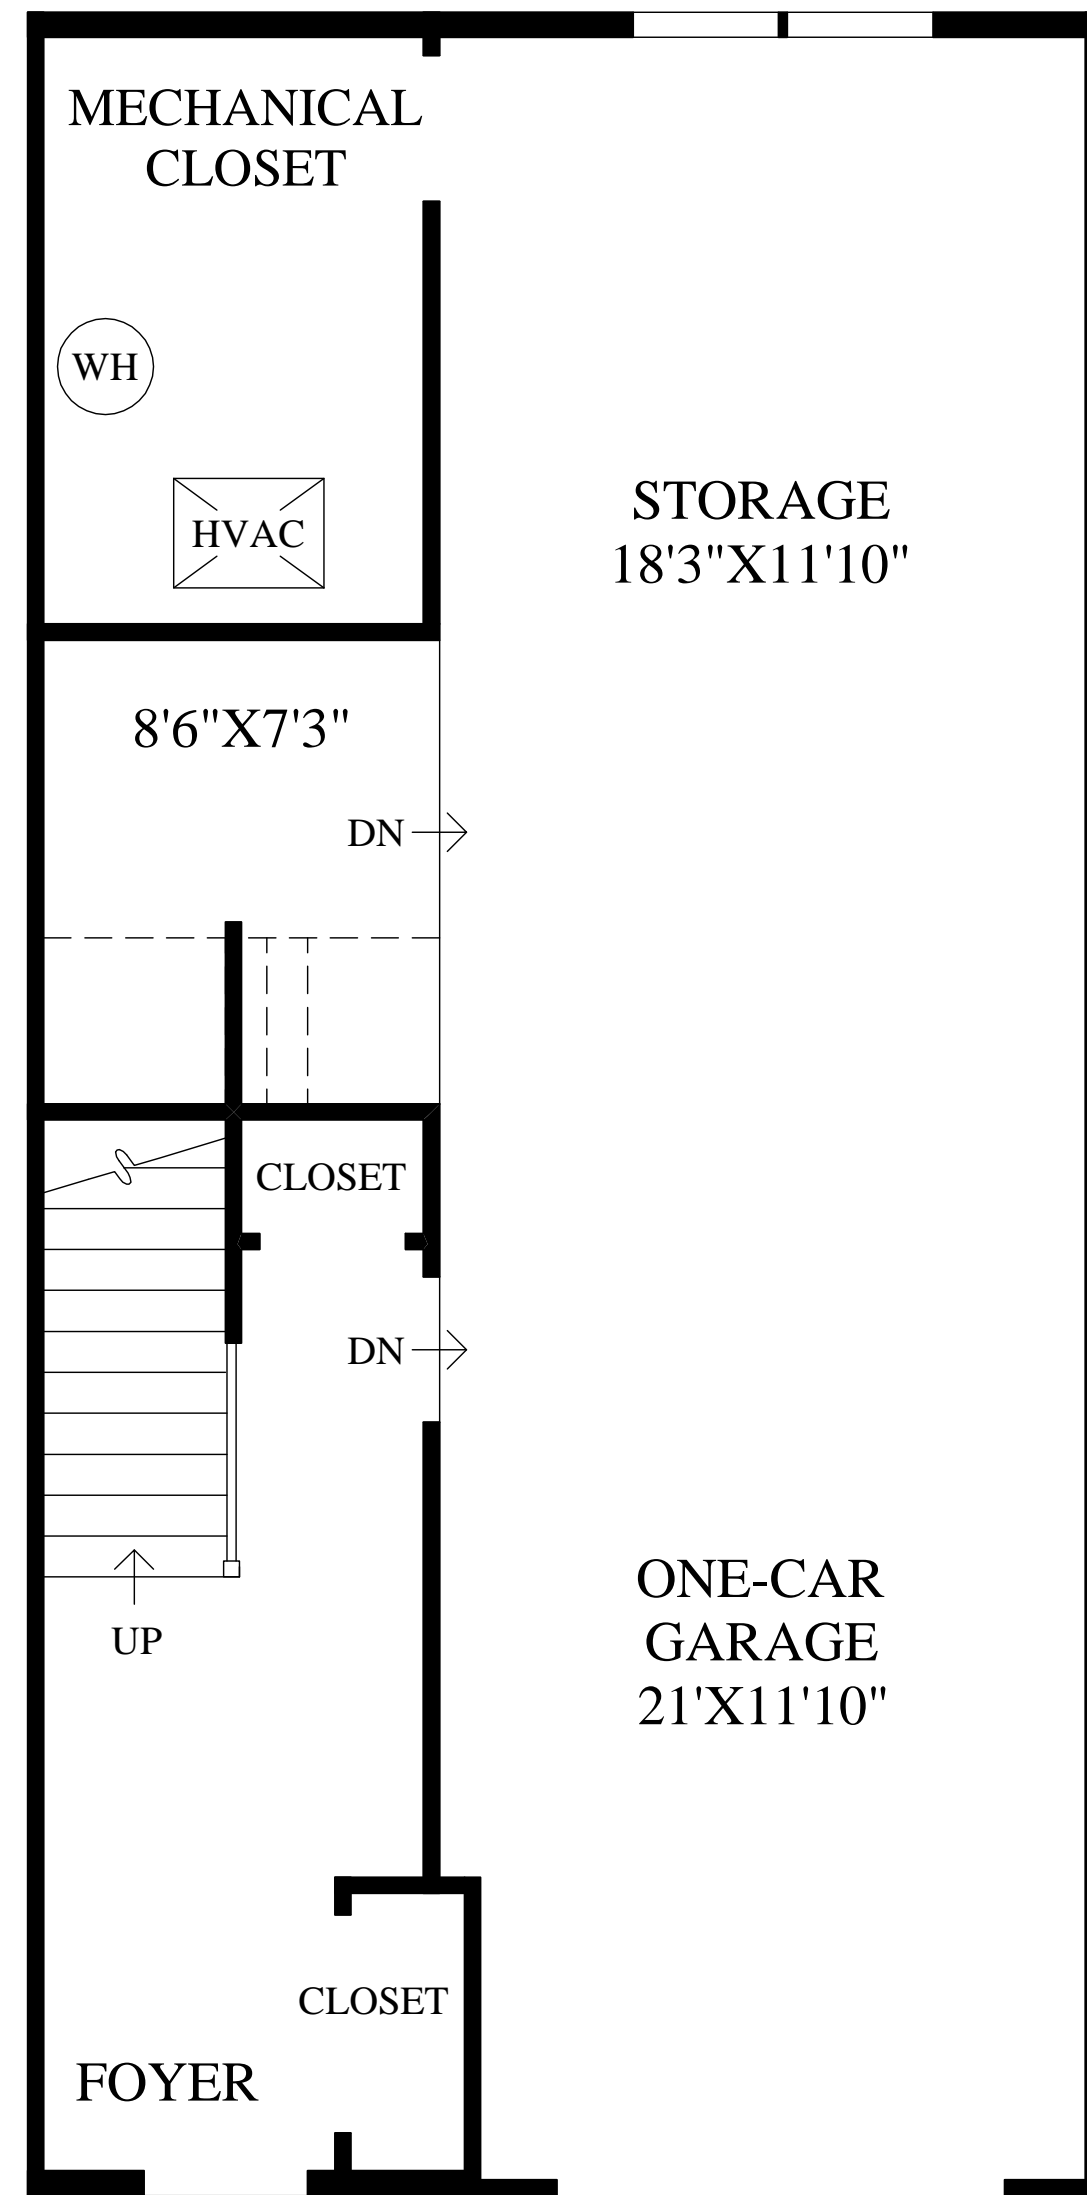 MECHANICAL
CLOSET
WH
HVAC
STORAGE
18'3"X11'10"
8'6"X7'3"
DN
CLOSET
DN
UP
ONE-CAR
GARAGE
21'X11'10"
CLOSET
FOYER